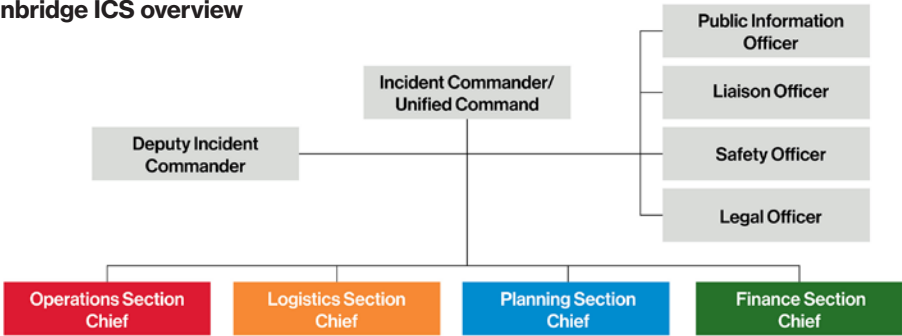 nbridge ICS overview
Public Information
Officer
Incident Commander/
Unified Command
Liaison Officer
Deputy Incident
Commander
Safety Officer
Legal Officer
Operations Section
Chief
Logistics Section
Chief
Planning Section
Chief
Finance Section
Chief